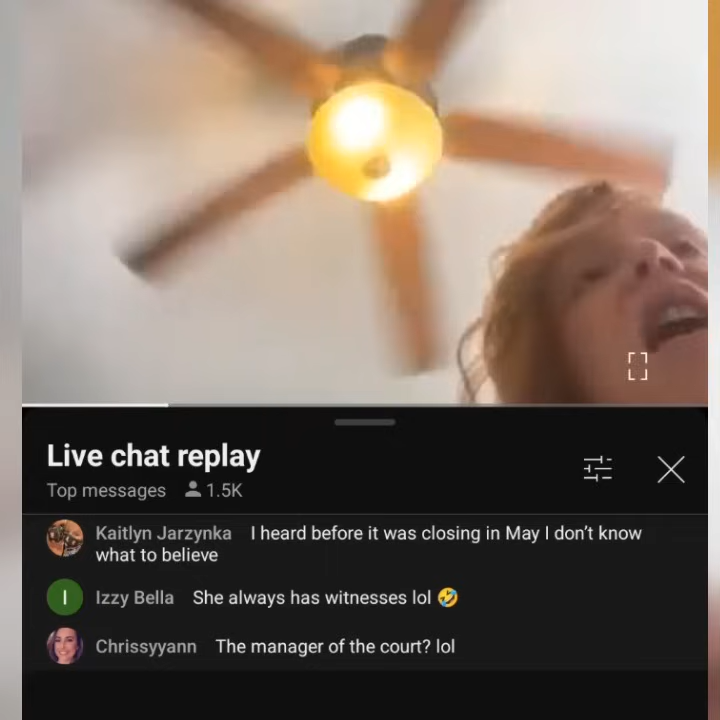 Live chat replay
Top messages 1.5K
Kaitlyn Jarzynka I heard before it was closing in May I don’t know
what to believe
I Izzy Bella She always has witnesses lol 🤣
Chrissyyann The manager of the court? lol